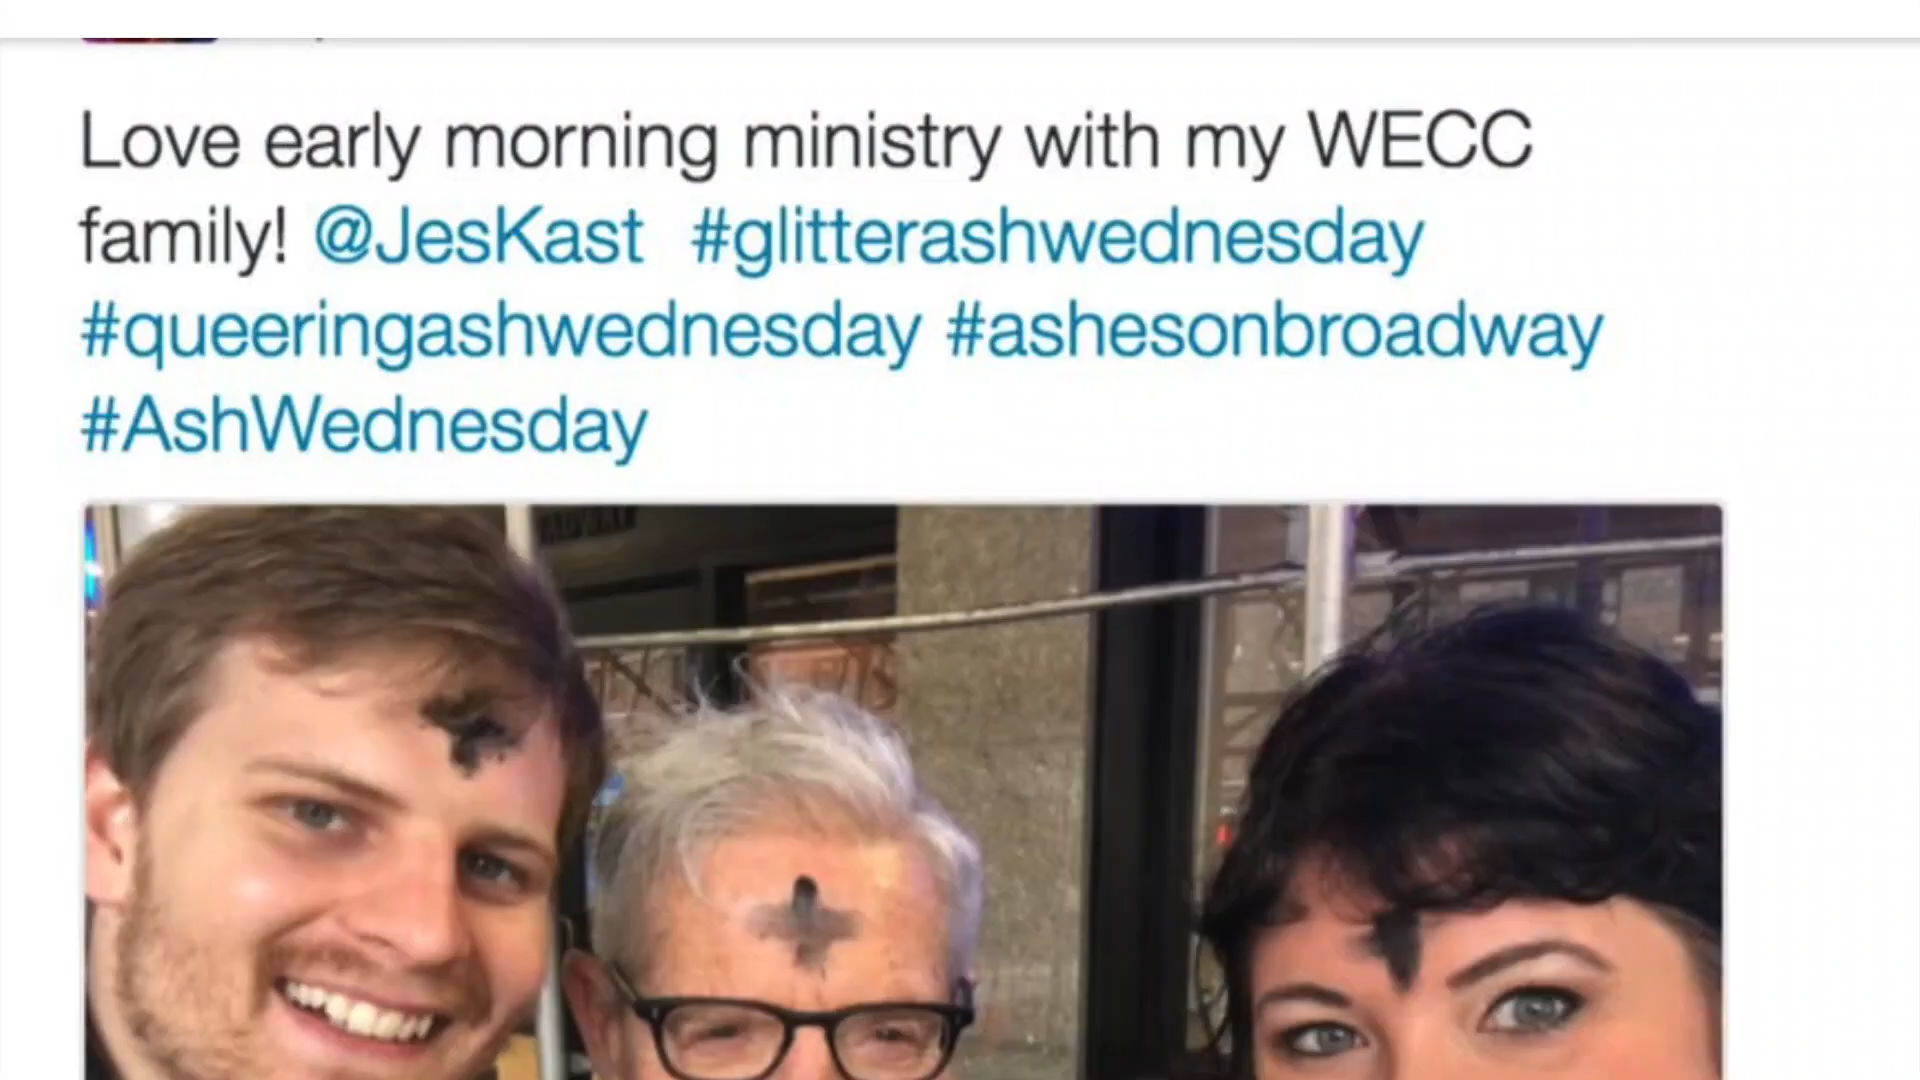 Love early morning ministry with my WECC
family! @JesKast #glitterashwednesday
#queeringashwednesday #ashesonbroadway
#AshWednesday